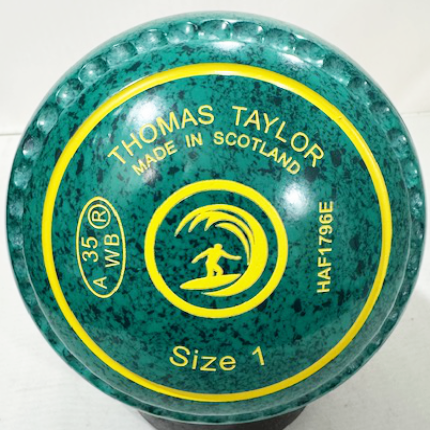 THOMAS TAYLOR
MADE IN SCOTLAND
A 35 ®
WB
HAF1796E
Size 1